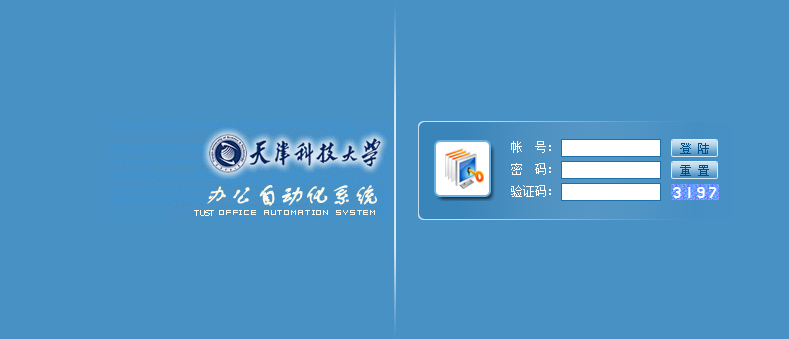 天津科技大学
办公自动化系统
TUST OFFICE AUTOMATION SYSTEM
帐 号:
登 陆
密 码:
重 置
验证码:
3197